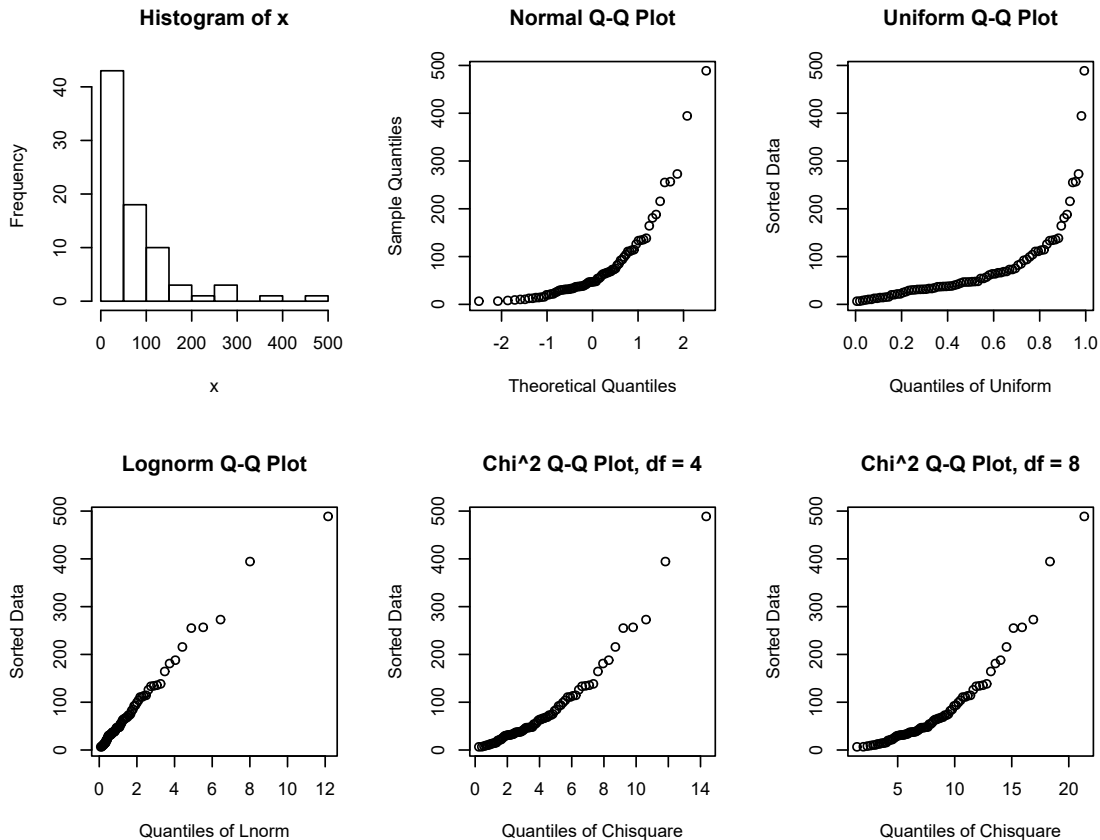 Histogram of x
Frequency
0 10 20 30 40
0 100 200 300 400 500
x
Normal Q-Q Plot
Sample Quantiles
0 100 200 300 400 500
-2 -1 0 1 2
Theoretical Quantiles
Uniform Q-Q Plot
Sorted Data
0 100 200 300 400 500
0.0 0.2 0.4 0.6 0.8 1.0
Quantiles of Uniform
Lognorm Q-Q Plot
Sorted Data
0 100 200 300 400 500
0 2 4 6 8 10 12
Quantiles of Lnorm
Chi^2 Q-Q Plot, df = 4
Sorted Data
0 100 200 300 400 500
0 2 4 6 8 10 14
Quantiles of Chisquare
Chi^2 Q-Q Plot, df = 8
Sorted Data
0 100 200 300 400 500
5 10 15 20
Quantiles of Chisquare